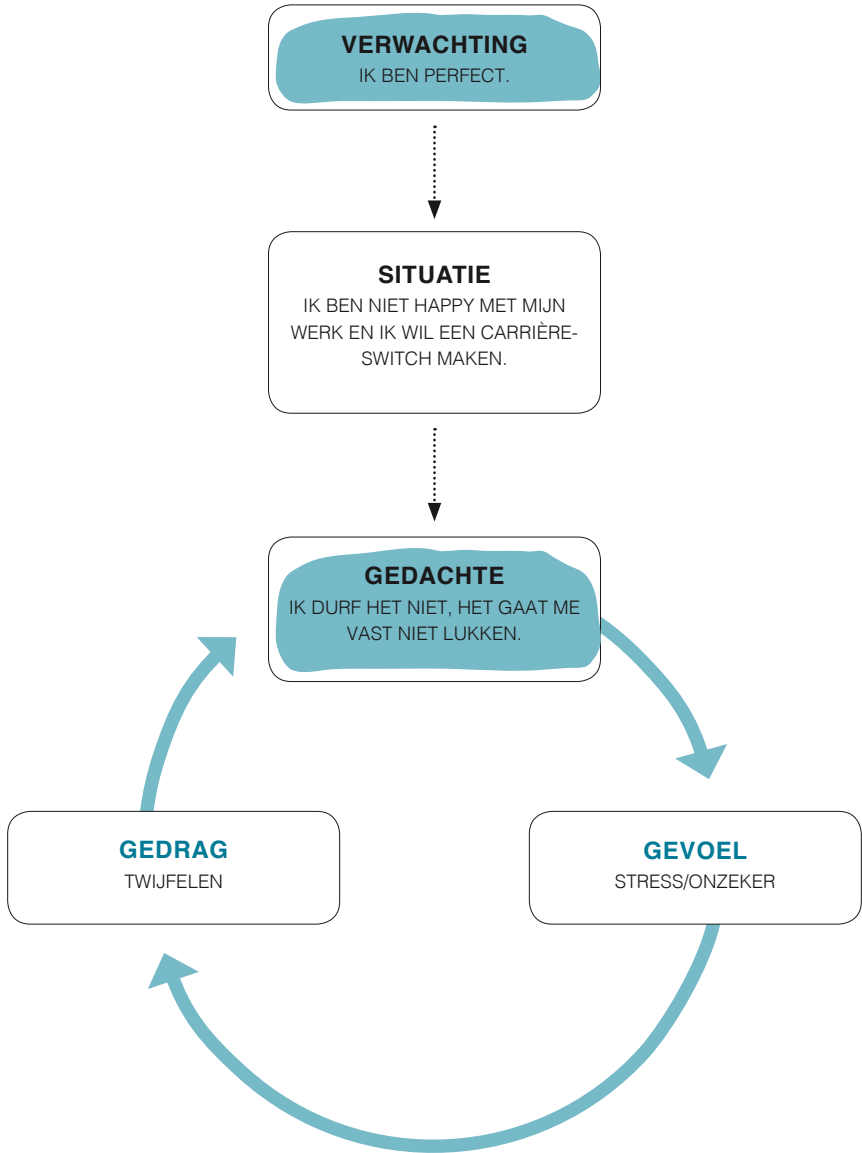 VERWACHTING
IK BEN PERFECT.
SITUATIE
IK BEN NIET HAPPY MET MIJN
WERK EN IK WIL EEN CARRIÈRE-
SWITCH MAKEN.
GEDACHTE
IK DURF HET NIET, HET GAAT ME
VAST NIET LUKKEN.
GEDRAG
TWIJFELEN
GEVOEL
STRESS/ONZEKER